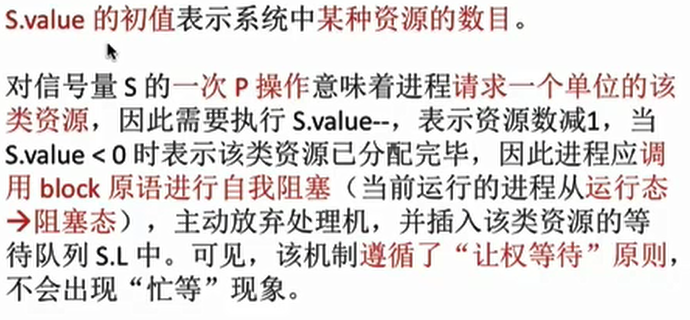 S.value 的初值表示系统中某种资源的数目。
对信号量 S 的一次 P 操作意味着进程请求一个单位的该
类资源，因此需要执行 S.value--，表示资源数减1，当
S.value < 0 时表示该类资源已分配完毕，因此进程应调
用 block 原语进行自我阻塞（当前运行的进程从运行态
→阻塞态），主动放弃处理机，并插入该类资源的等
待队列 S.L 中。可见，该机制遵循了“让权等待”原则，
不会出现“忙等”现象。